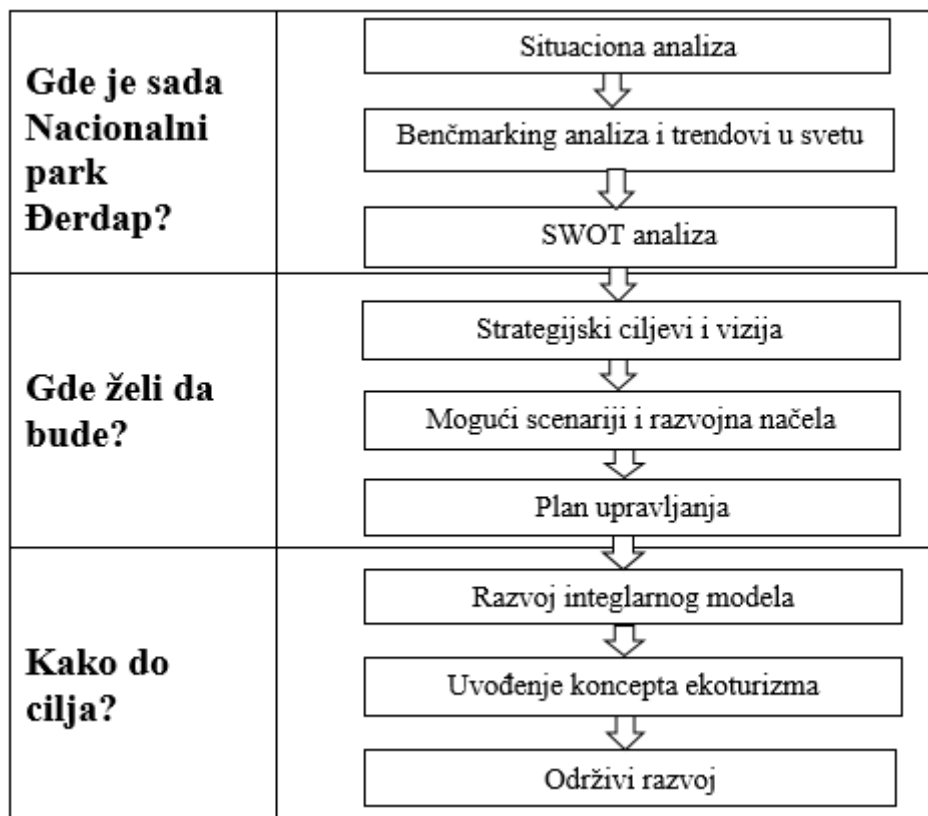 Gde je sada
Nacionalni
park
Đerdap?
Situaciona analiza
Benčmarking analiza i trendovi u svetu
SWOT analiza
Gde želi da
bude?
Strategijski ciljevi i vizija
Mogući scenariji i razvojna načela
Plan upravljanja
Kako do
cilja?
Razvoj integlarnog modela
Uvođenje koncepta ekoturizma
Održivi razvoj